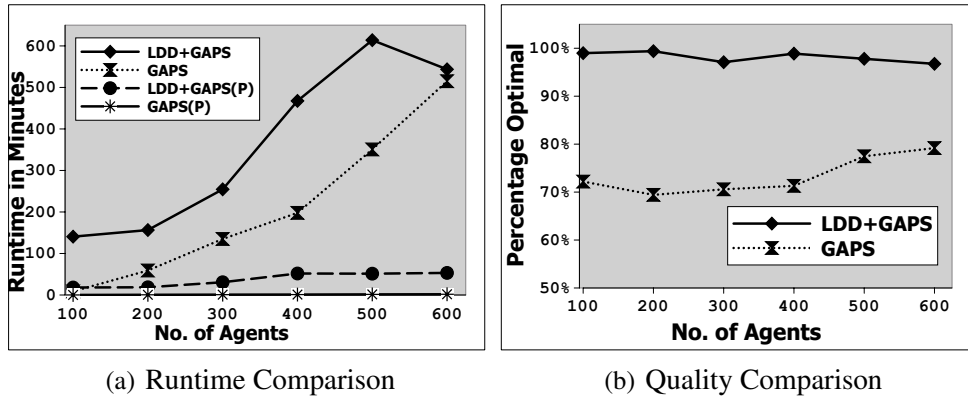 Runtime in Minutes
600
500
400
300
200
100
0
LDD+GAPS
GAPS
LDD+GAPS(P)
GAPS(P)
100 200 300 400 500 600
No. of Agents
(a) Runtime Comparison
Percentage Optimal
100%
90%
80%
70%
60%
50%
LDD+GAPS
GAPS
100 200 300 400 500 600
No. of Agents
(b) Quality Comparison